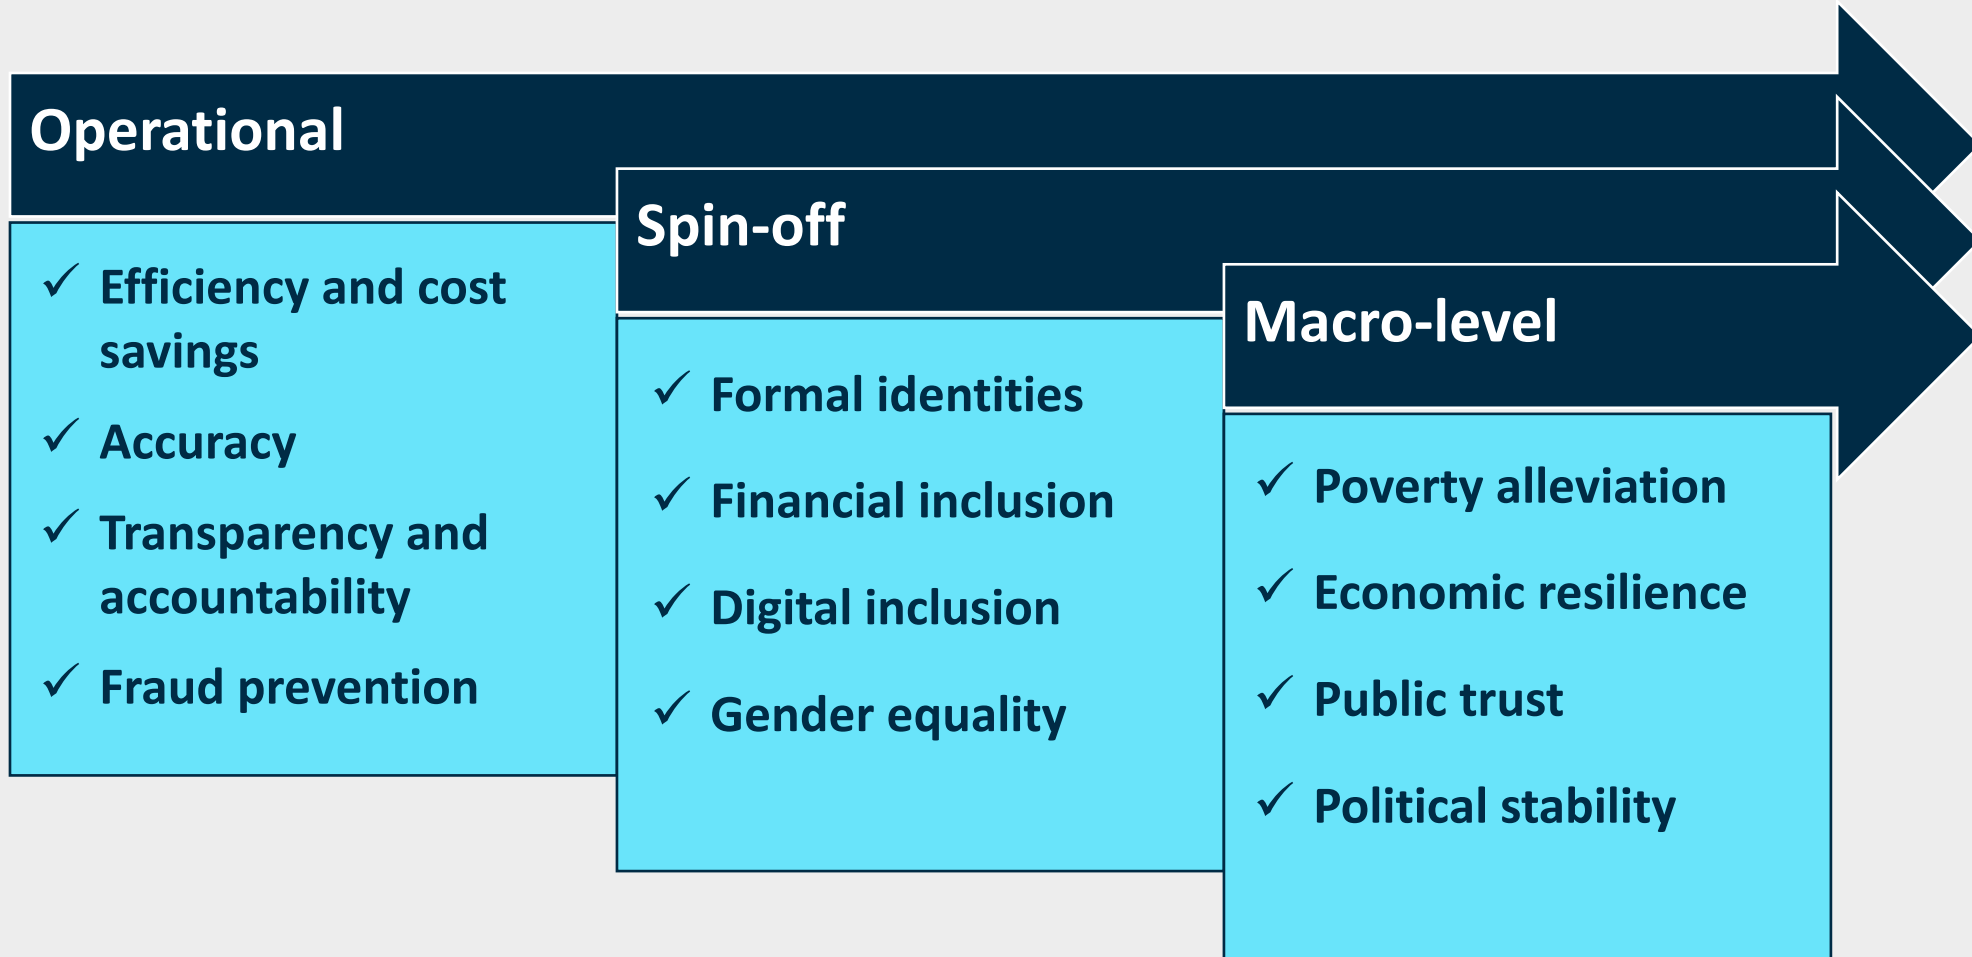 Operational
✓ Efficiency and cost
savings
✓ Accuracy
✓ Transparency and
accountability
✓ Fraud prevention
Spin-off
✓ Formal identities
✓ Financial inclusion
✓ Digital inclusion
✓ Gender equality
Macro-level
✓ Poverty alleviation
✓ Economic resilience
✓ Public trust
✓ Political stability